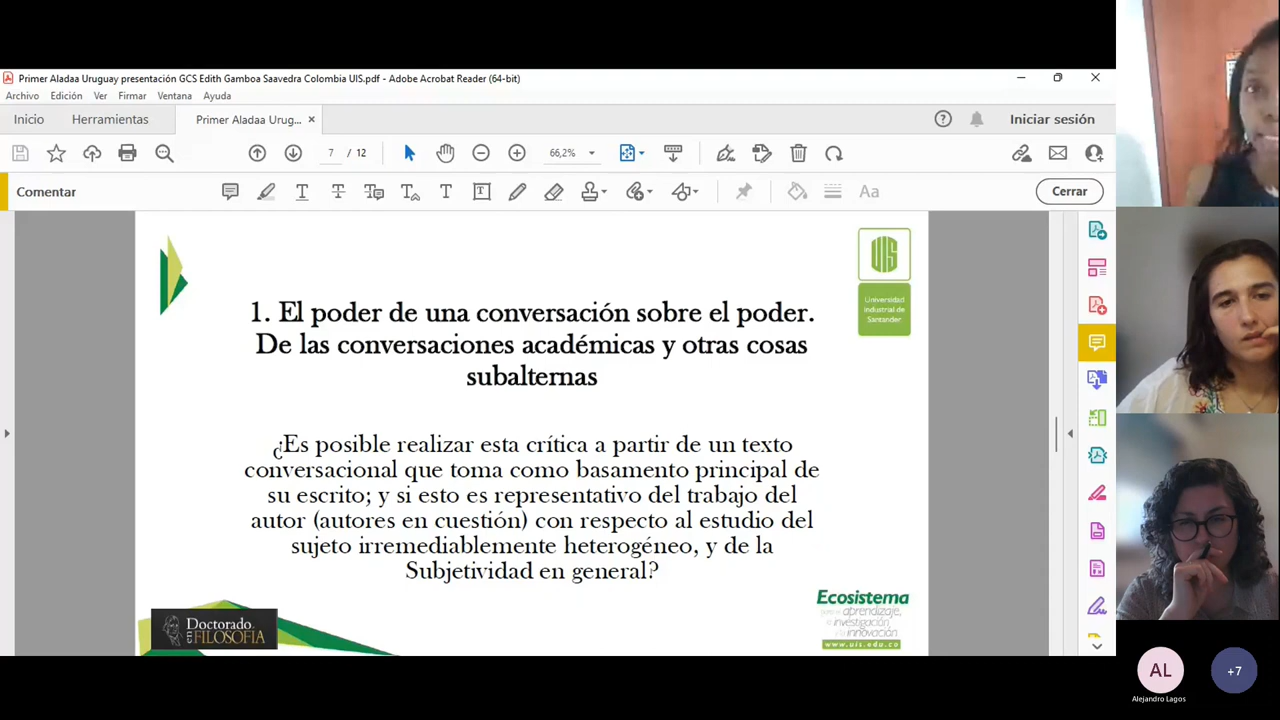 Primer Aladaa Uruguay presentación GCS Edith Gamboa Saavedra Colombia UIS.pdf - Adobe Acrobat Reader (64-bit)
Archivo Edición Ver Firmar Ventana Ayuda
Inicio Herramientas Primer Aladaa Urug... Iniciar sesión
7 / 12 66,2%
Comentar Cerrar
UIS
Universidad
Industrial de
Santander
1. El poder de una conversación sobre el poder.
De las conversaciones académicas y otras cosas
subalternas
¿Es posible realizar esta crítica a partir de un texto
conversacional que toma como basamento principal de
su escrito; y si esto es representativo del trabajo del
autor (autores en cuestión) con respecto al estudio del
sujeto irremediablemente heterogéneo, y de la
Subjetividad en general?
Doctorado
en FILOSOFÍA
Ecosistema
aprendizaje,
investigación
innovación
www.uis.edu.co
AL
Alejandro Lagos
+7